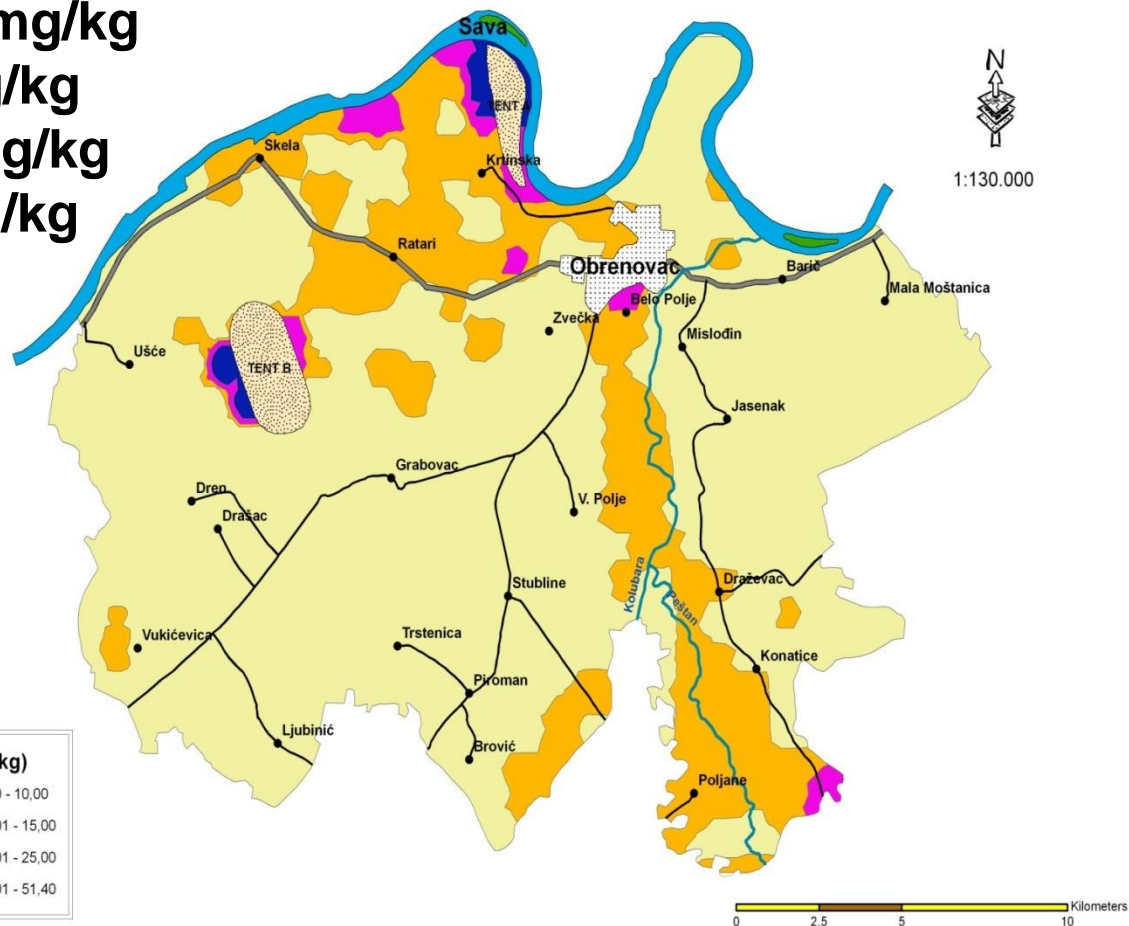 mg/kg
g/kg
g/kg
/kg
Sava
N
TENT A
1:130.000
Skela
Krtinska
Ratari
Obrenovac
Barič
Mala Moštanica
Belo Polje
Zvečka
Mislođin
Ušće
TENT B
Jasenak
Grabovac
Dren
V. Polje
Drašac
Kolubara
Draževac
Stubline
Peštan
Vukićevica
Trstenica
Konatice
Piroman
Ljubinić
Brović
kg)
- 10,00
01 - 15,00
01 - 25,00
01 - 51,40
Poljane
Kilometers
0 2.5 5 10